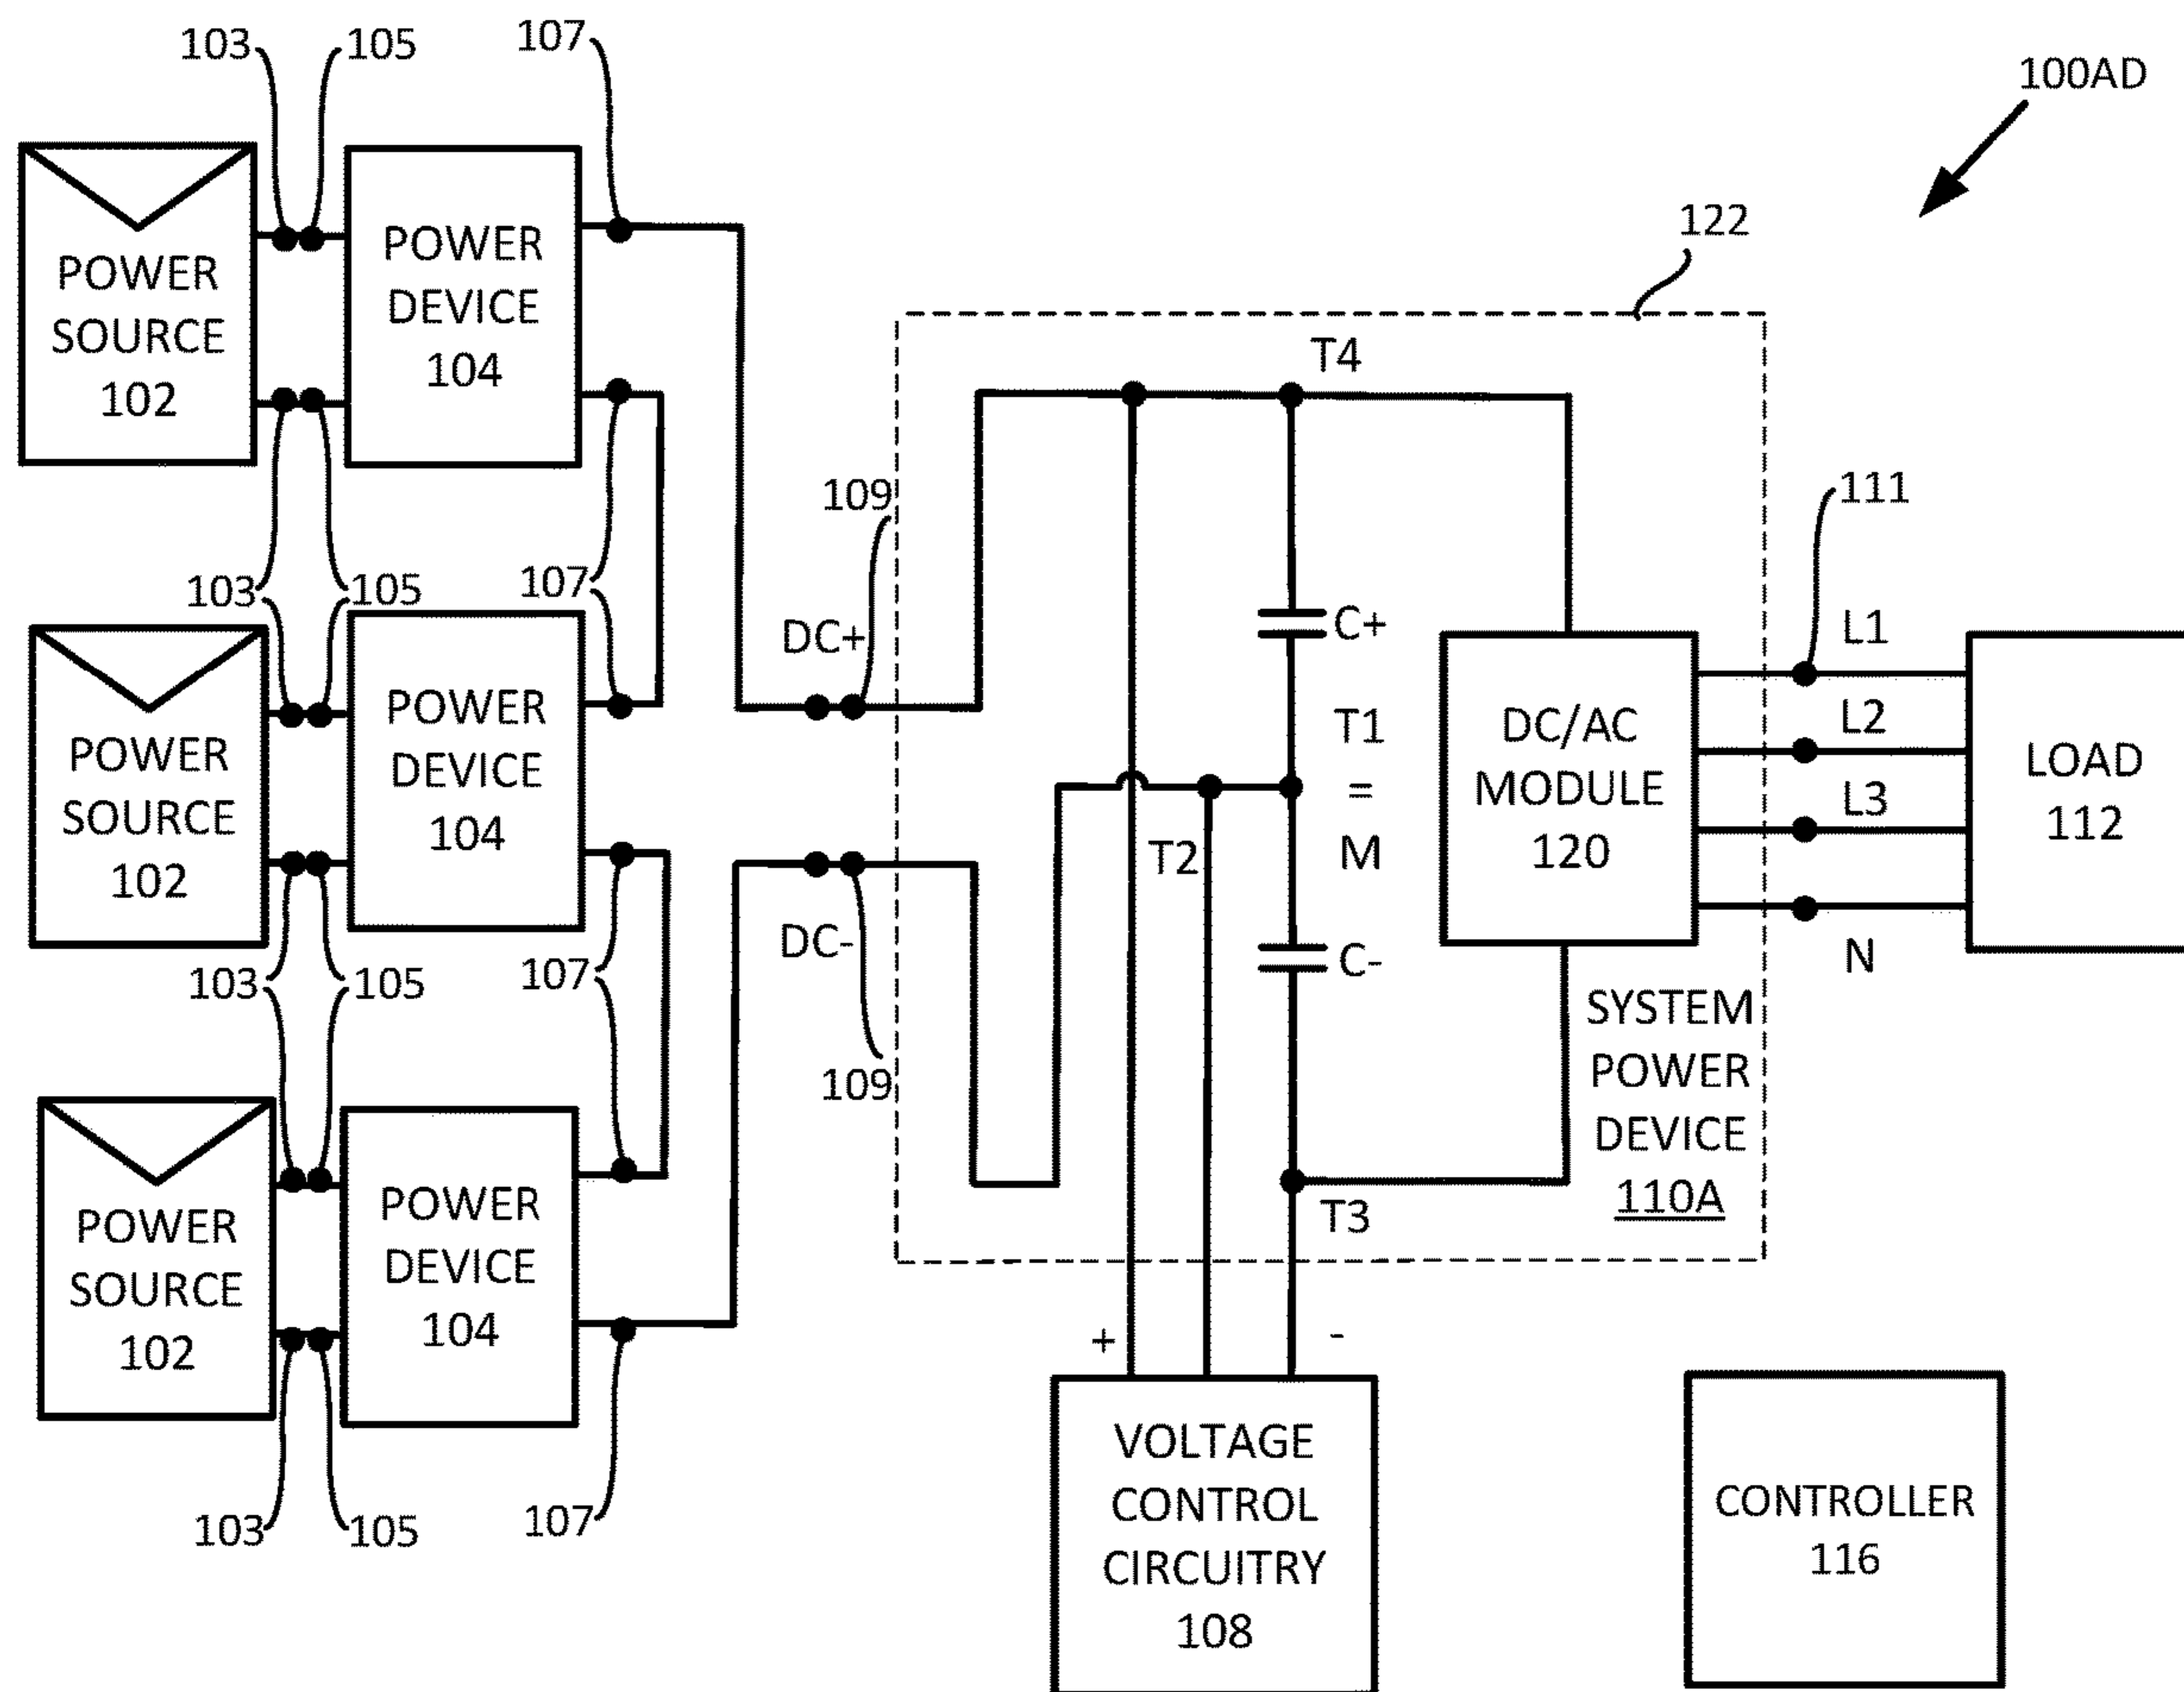 103
105
107
100AD
122
POWER
SOURCE
102
POWER
DEVICE
104
T4
109
111
103
105
107
DC+
C+
L1
POWER
SOURCE
102
POWER
DEVICE
104
T1
=
M
T2
DC/AC
MODULE
120
L2
L3
N
LOAD
112
DC-
C-
103
105
107
109
SYSTEM
POWER
DEVICE
110A
T3
POWER
SOURCE
102
POWER
DEVICE
104
+
-
103
105
107
VOLTAGE
CONTROL
CIRCUITRY
108
CONTROLLER
116